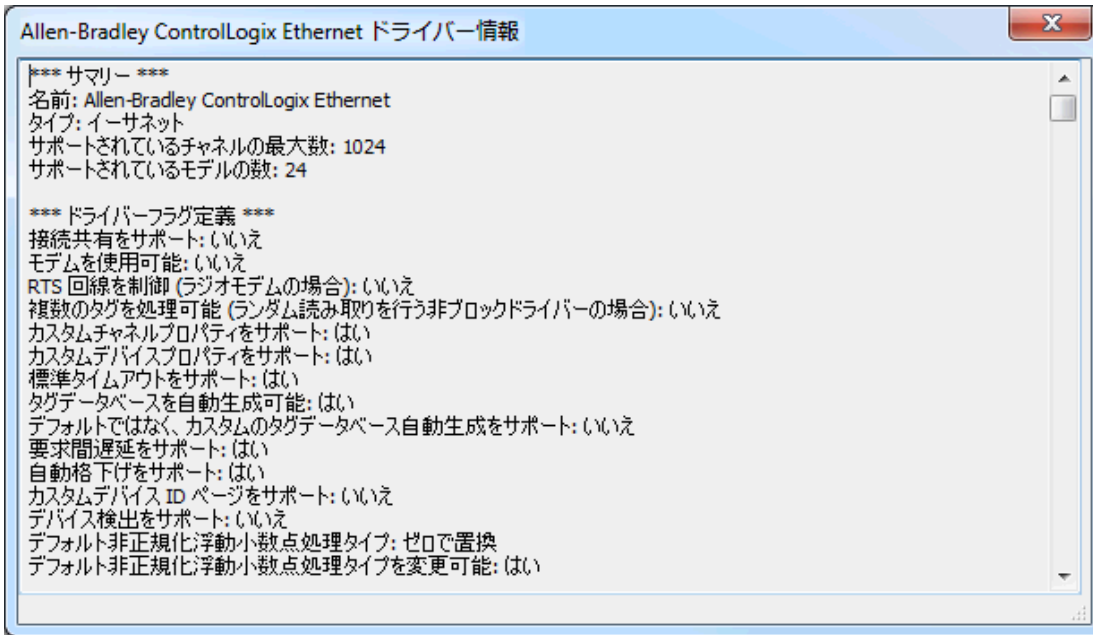 Allen-Bradley ControlLogix Ethernet ドライバー情報
*** サマリー ***
名前: Allen-Bradley ControlLogix Ethernet
タイプ: イーサネット
サポートされているチャネルの最大数: 1024
サポートされているモデルの数: 24
*** ドライバーフラグ定義 ***
接続共有をサポート: いいえ
モデムを使用可能: いいえ
RTS 回線を制御 (ラジオモデムの場合): いいえ
複数のタグを処理可能 (ランダム読み取りを行う非ブロックドライバーの場合): いいえ
カスタムチャネルプロパティをサポート: はい
カスタムデバイスプロパティをサポート: はい
標準タイムアウトをサポート: はい
タグデータベースを自動生成可能: はい
デフォルトではなく、カスタムのタグデータベース自動生成をサポート: いいえ
要求間遅延をサポート: はい
自動格下げをサポート: はい
カスタムデバイス ID ページをサポート: いいえ
デバイス検出をサポート: いいえ
デフォルト非正規化浮動小数点処理タイプ: ゼロで置換
デフォルト非正規化浮動小数点処理タイプを変更可能: はい